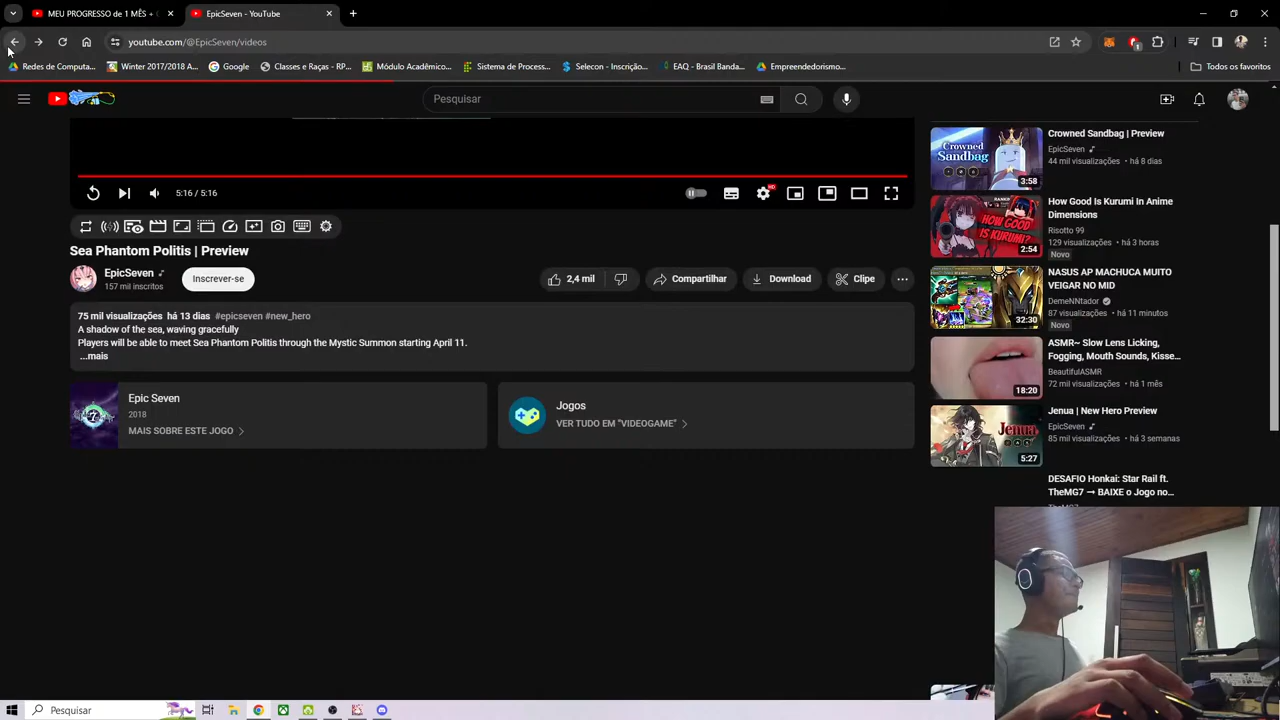 MEU PROGRESSO de 1 MÊS +
EpicSeven - YouTube
youtube.com/@EpicSeven/videos
Redes de Computa...
Winter 2017/2018 A...
Google
Classes e Raças - RP...
Módulo Acadêmico...
Sistema de Process...
Selecon - Inscrição...
EAQ - Brasil Banda...
Empreendedorismo...
Todos os favoritos
Pesquisar
5:16 / 5:16
HD
Sea Phantom Politis | Preview
EpicSeven
157 mil inscritos
Inscrever-se
2,4 mil
Compartilhar
Download
Clipe
75 mil visualizações há 13 dias #epicseven #new_hero
A shadow of the sea, waving gracefully
Players will be able to meet Sea Phantom Politis through the Mystic Summon starting April 11.
...mais
Epic Seven
2018
MAIS SOBRE ESTE JOGO
Jogos
VER TUDO EM "VIDEOGAME"
Crowned Sandbag
3:58
Crowned Sandbag | Preview
EpicSeven
44 mil visualizações • há 8 dias
HOW GOOD IS KURUMI?
2:54
How Good Is Kurumi In Anime
Dimensions
Risotto 99
129 visualizações • há 3 horas
Novo
32:30
NASUS AP MACHUCA MUITO
VEIGAR NO MID
DemeNNtador
87 visualizações • há 11 minutos
Novo
18:20
ASMR~ Slow Lens Licking,
Fogging, Mouth Sounds, Kisse...
BeautifulASMR
72 mil visualizações • há 1 mês
Jenua
5:27
Jenua | New Hero Preview
EpicSeven
85 mil visualizações • há 3 semanas
DESAFIO Honkai: Star Rail ft.
TheMG7 → BAIXE o Jogo no...
Pesquisar